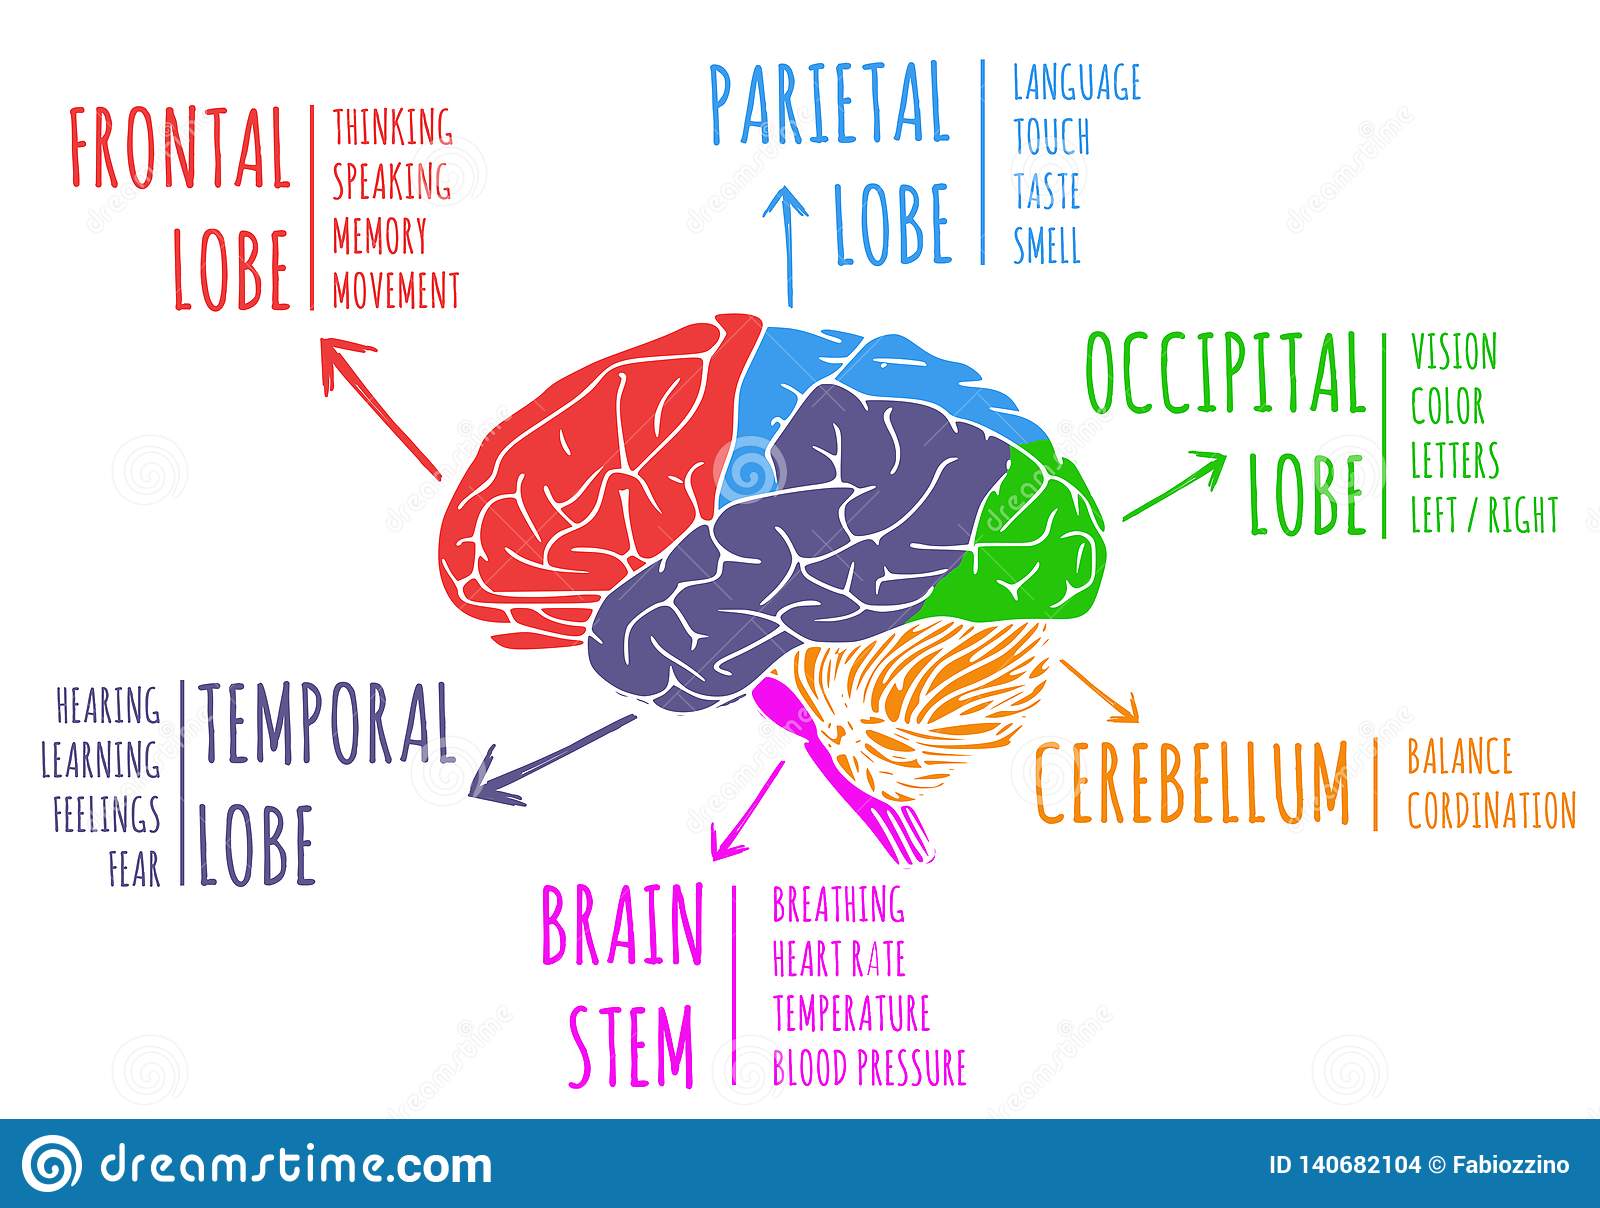 FRONTAL
LOBE
THINKING
SPEAKING
MEMORY
MOVEMENT
PARIETAL
LOBE
LANGUAGE
TOUCH
TASTE
SMELL
OCCIPITAL
LOBE
VISION
COLOR
LETTERS
LEFT / RIGHT
HEARING
LEARNING
FEELINGS
FEAR
TEMPORAL
LOBE
CEREBELLUM
BALANCE
CORDINATION
BRAIN
STEM
BREATHING
HEART RATE
TEMPERATURE
BLOOD PRESSURE
dreamstime.com
ID 140682104 © Fabiozzino